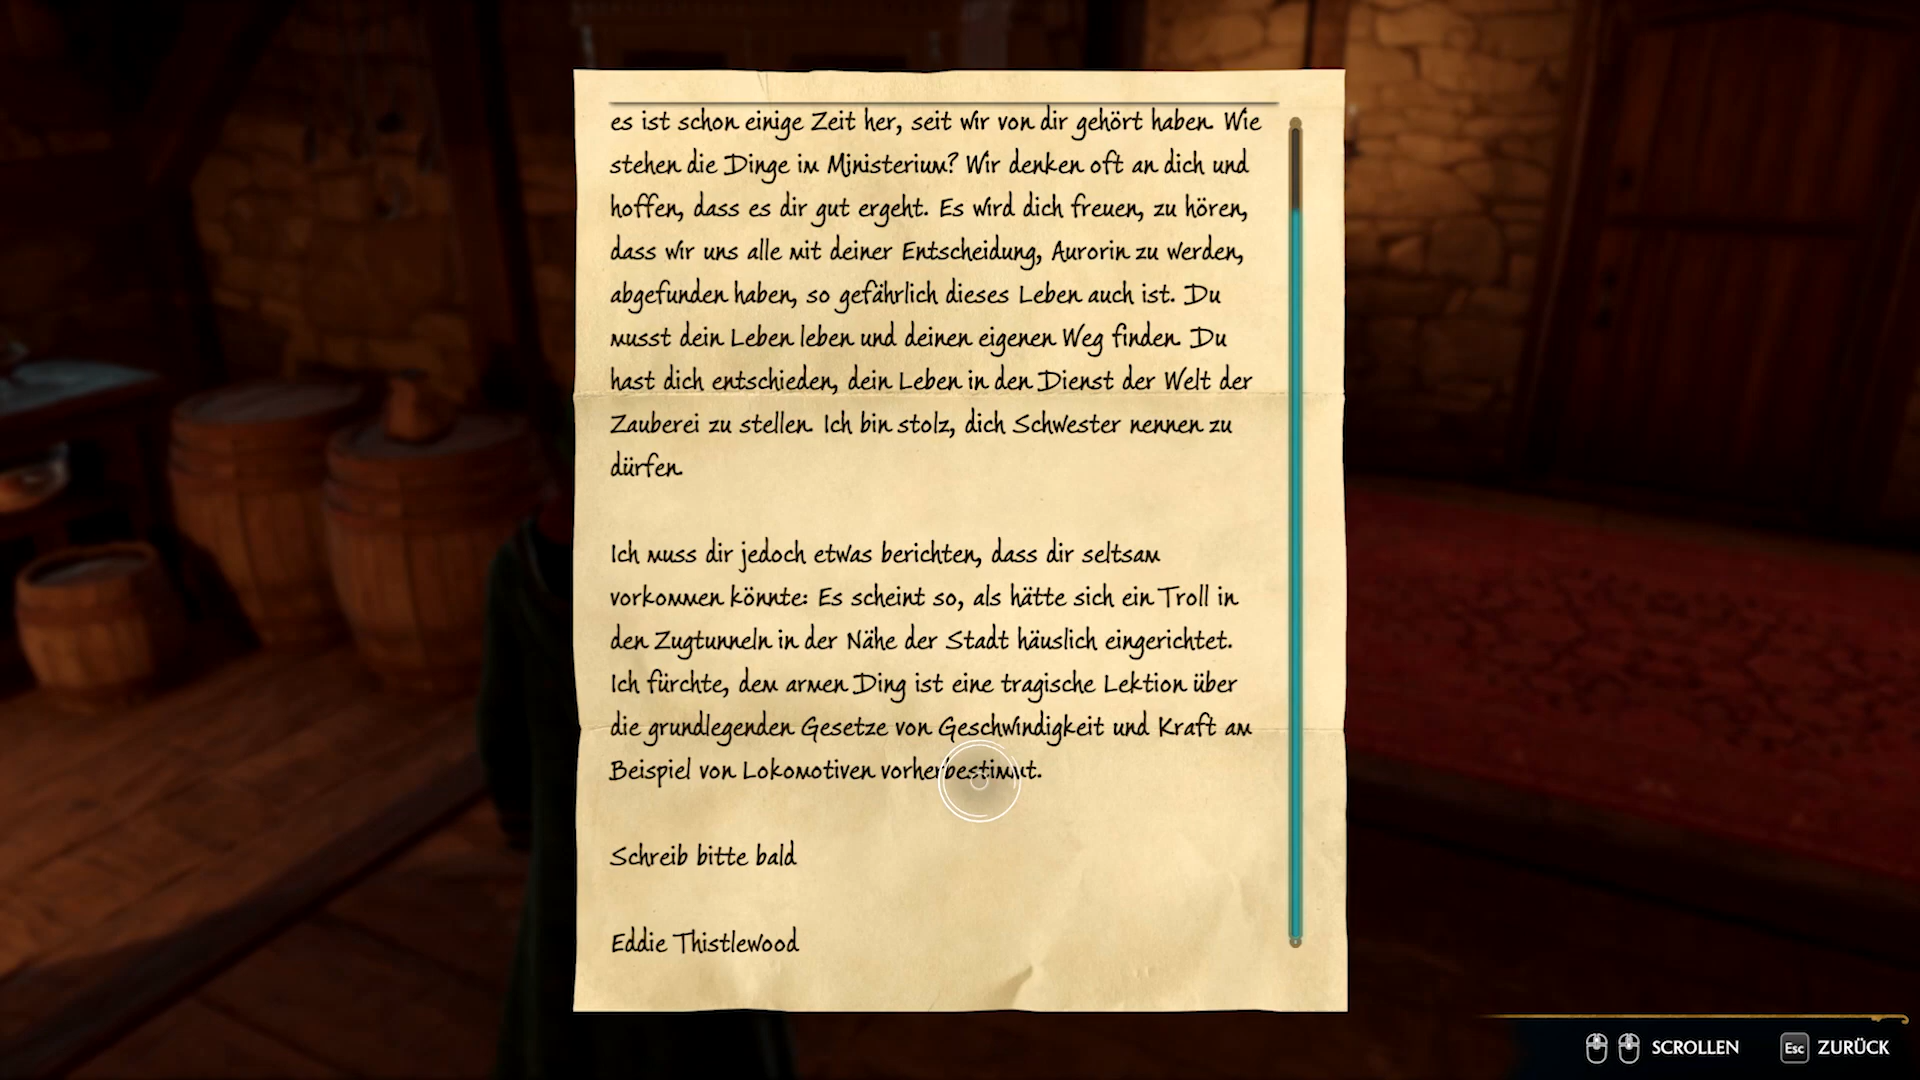 es ist schon einige Zeit her, seit wir von dir gehört haben. Wie
stehen die Dinge im Ministerium? Wir denken oft an dich und
hoffen, dass es dir gut ergeht. Es wird dich freuen, zu hören,
dass wir uns alle mit deiner Entscheidung, Aurorin zu werden,
abgefunden haben, so gefährlich dieses Leben auch ist. Du
musst dein Leben leben und deinen eigenen Weg finden. Du
hast dich entschieden, dein Leben in den Dienst der Welt der
Zauberei zu stellen. Ich bin stolz, dich Schwester nennen zu
dürfen.
Ich muss dir jedoch etwas berichten, dass dir seltsam
vorkommen könnte: Es scheint so, als hätte sich ein Troll in
den Zugtunneln in der Nähe der Stadt häuslich eingerichtet.
Ich fürchte, dem armen Ding ist eine tragische Lektion über
die grundlegenden Gesetze von Geschwindigkeit und Kraft am
Beispiel von Lokomotiven vorherbestimmt.
Schreib bitte bald
Eddie Thistlewood
SCROLLEN
Esc ZURÜCK